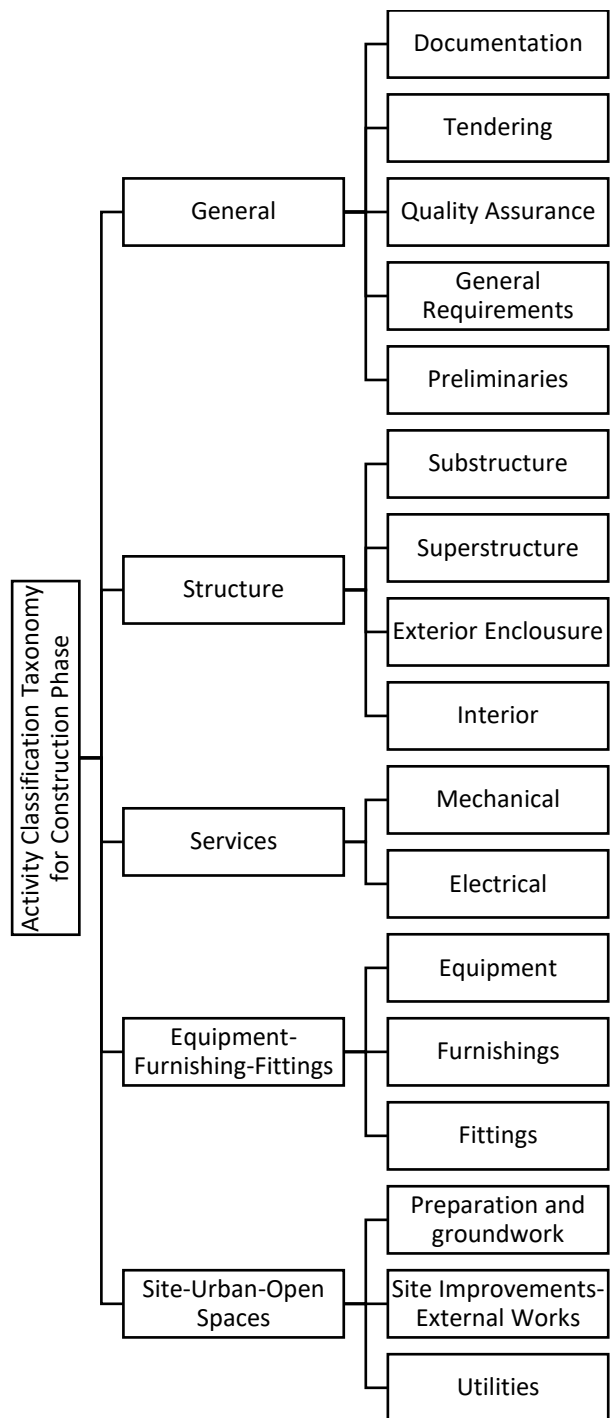 Activity Classification Taxonomy
for Construction Phase
General
Documentation
Tendering
Quality Assurance
General
Requirements
Preliminaries
Structure
Substructure
Superstructure
Exterior Enclousure
Interior
Services
Mechanical
Electrical
Equipment-
Furnishing-Fittings
Equipment
Furnishings
Fittings
Site-Urban-Open
Spaces
Preparation and
groundwork
Site Improvements-
External Works
Utilities